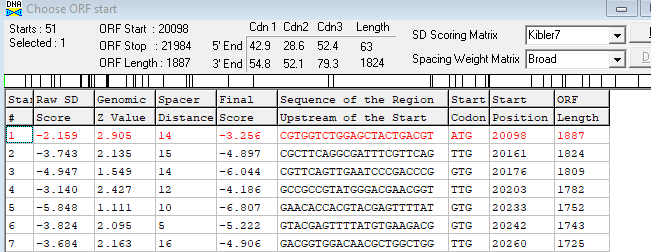 DNA Choose ORF start
Starts : 51 ORF Start : 20098 Cdn 1 Cdn2 Cdn3 Length SD Scoring Matrix Kibler7
Selected : 1 ORF Stop : 21984 5' End 42.9 28.6 52.4 63
ORF Length : 1887 3' End 54.8 52.1 79.3 1824 Spacing Weight Matrix Broad
Star Raw SD Genomic Spacer Final Sequence of the Region Start Start ORF
# Score Z Value Distance Score Upstream of the Start Codon Position Length
1 -2.159 2.905 14 -3.256 CGTGGTCTGGAGCTACTGACGT ATG 20098 1887
2 -3.743 2.135 15 -4.897 CGCTTCAGGCGATTTCGTTCAG TTG 20161 1824
3 -4.947 1.549 14 -6.044 CGTTCAGTTGAATCCCGACCCG GTG 20176 1809
4 -3.140 2.427 12 -4.186 GCCGCCGTATGGGACGTAATGG TTG 20203 1782
5 -5.848 1.111 10 -6.807 GAACACCACGTACGAGTTTTAT GTG 20233 1752
6 -3.824 2.095 5 -5.222 GTACGAGTTTTATGTGAAGACG GTG 20242 1743
7 -3.684 2.163 16 -4.906 GACGGTGGACAACGCTGGCTGG TTG 20260 1725